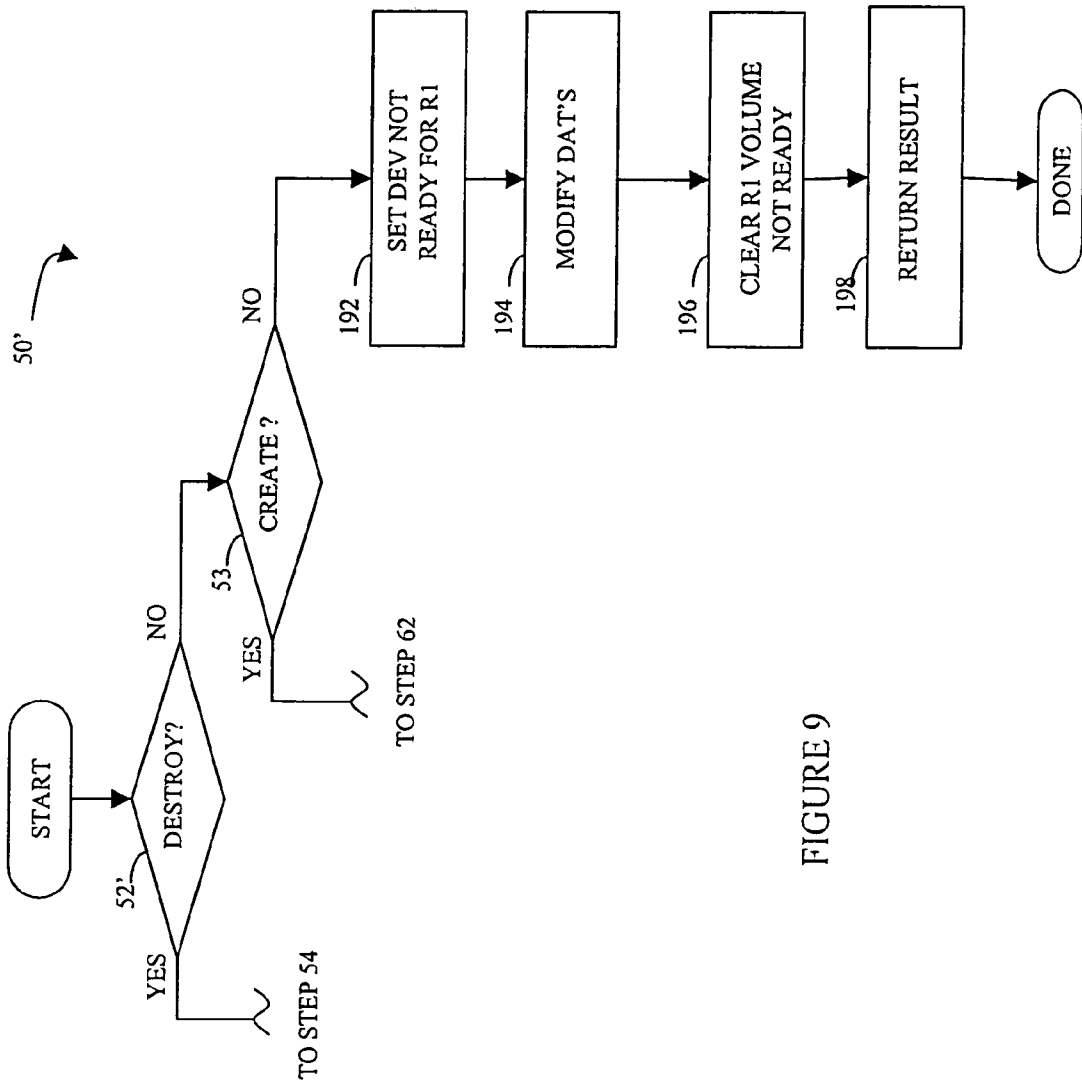 50’
START
52’
DESTROY?
YES
NO
TO STEP 54
53
CREATE ?
YES
NO
TO STEP 62
192
SET DEV NOT
READY FOR R1
194
MODIFY DAT'S
196
CLEAR R1 VOLUME
NOT READY
198
RETURN RESULT
DONE
FIGURE 9